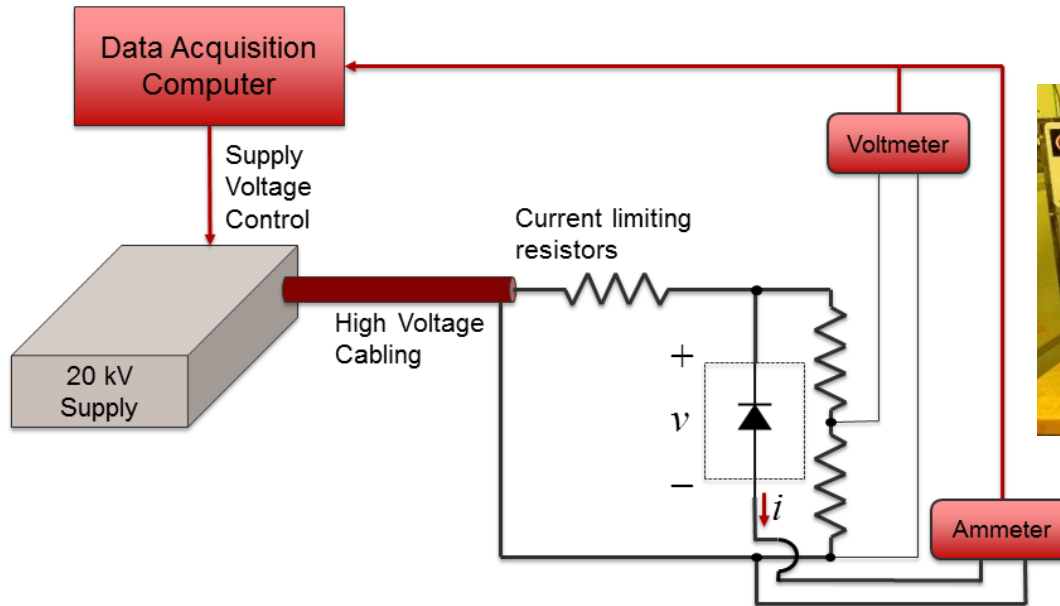 Data Acquisition
Computer
Supply
Voltage
Control
Voltmeter
Current limiting
resistors
High Voltage
Cabling
20 kV
Supply
+
v
−
i
Ammeter